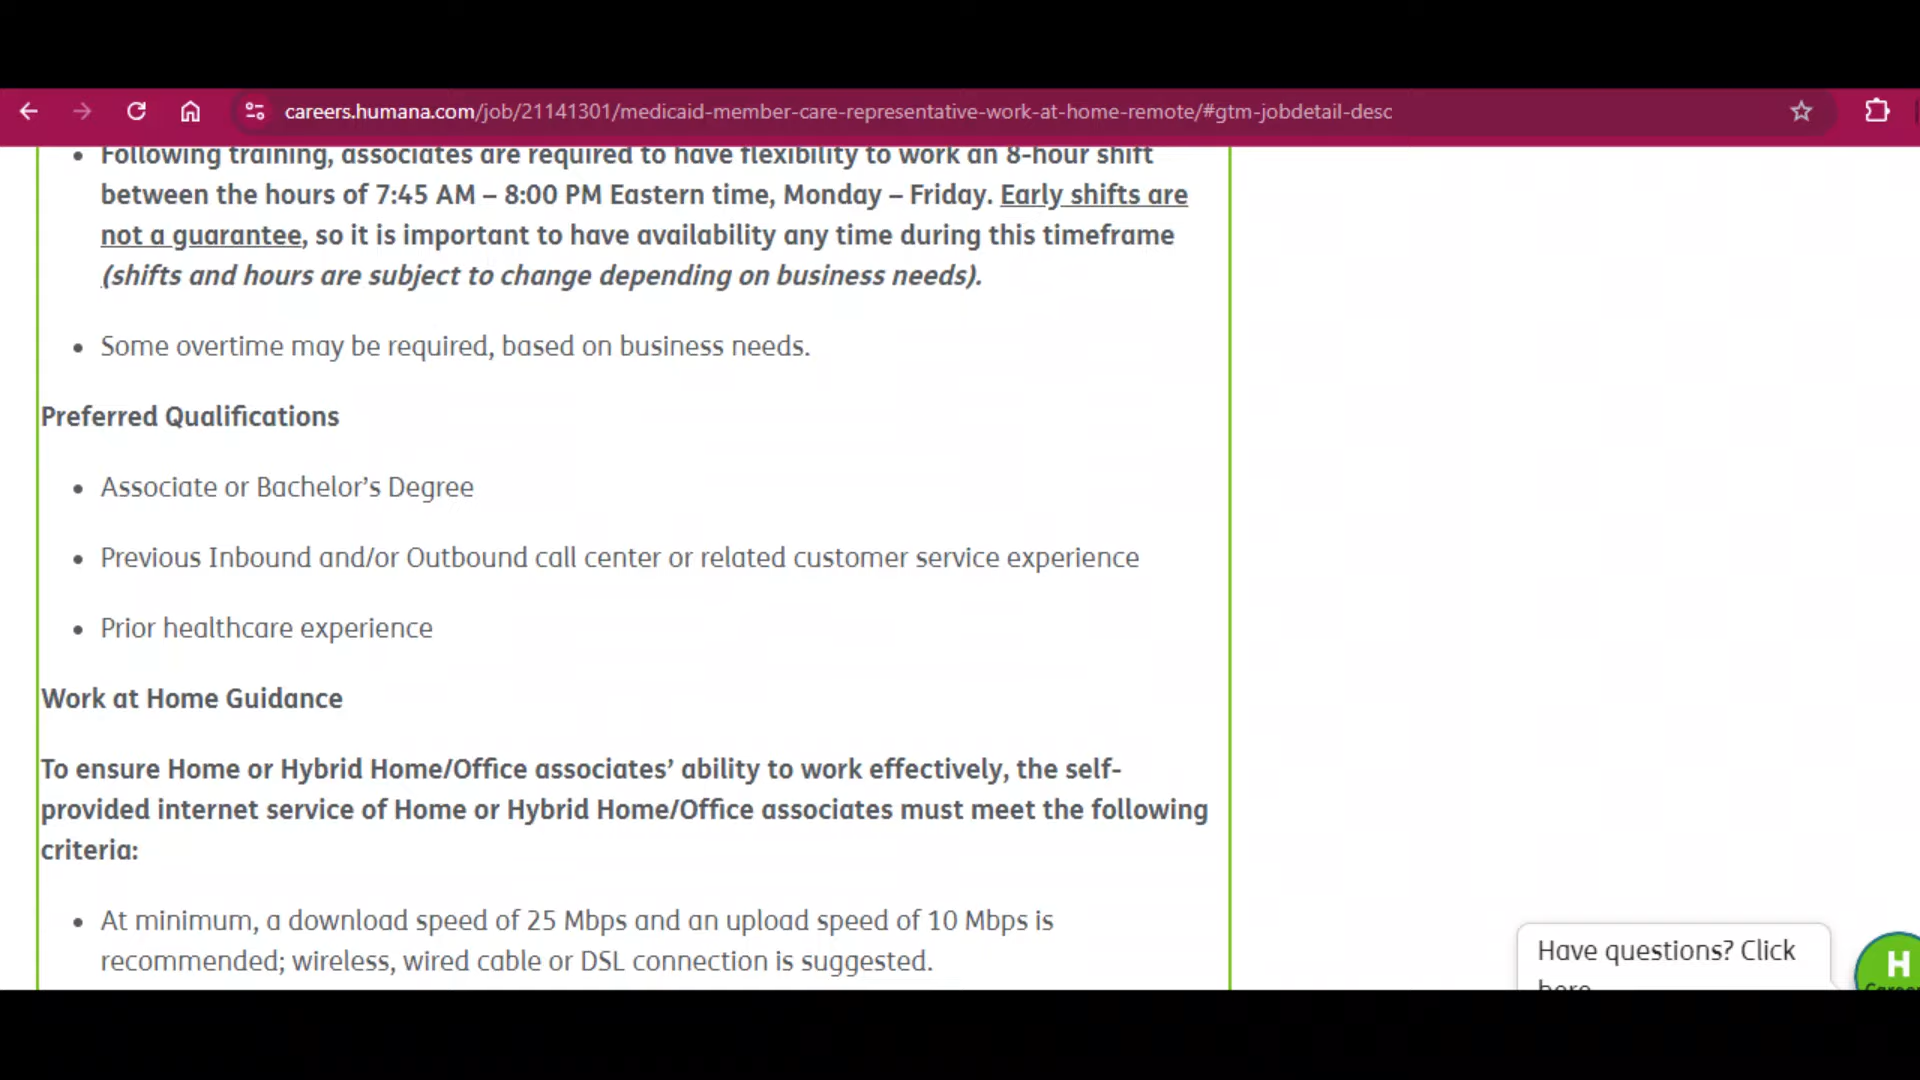 careers.humana.com/job/21141301/medicaid-member-care-representative-work-at-home-remote/#gtm-jobdetail-desc
• Following training, associates are required to have flexibility to work an 8-hour shift
between the hours of 7:45 AM – 8:00 PM Eastern time, Monday – Friday. Early shifts are
not a guarantee, so it is important to have availability any time during this timeframe
(shifts and hours are subject to change depending on business needs).
• Some overtime may be required, based on business needs.
Preferred Qualifications
• Associate or Bachelor’s Degree
• Previous Inbound and/or Outbound call center or related customer service experience
• Prior healthcare experience
Work at Home Guidance
To ensure Home or Hybrid Home/Office associates’ ability to work effectively, the self-
provided internet service of Home or Hybrid Home/Office associates must meet the following
criteria:
• At minimum, a download speed of 25 Mbps and an upload speed of 10 Mbps is
recommended; wireless, wired cable or DSL connection is suggested.
Have questions? Click
here
H